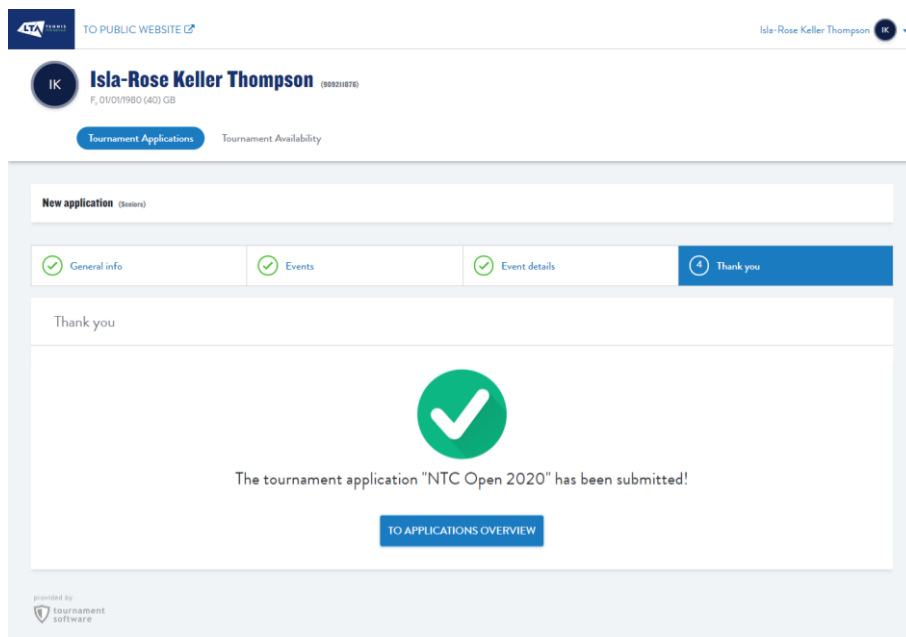 LTA TENNIS
TO PUBLIC WEBSITE
Isla-Rose Keller Thompson IK
IK
Isla-Rose Keller Thompson
F, 01/01/1980 (40) GB
Tournament Applications Tournament Availability
New application (Seniors)
General info Events Event details 4 Thank you
Thank you
The tournament application "NTC Open 2020" has been submitted!
TO APPLICATIONS OVERVIEW
provided by
tournament
software